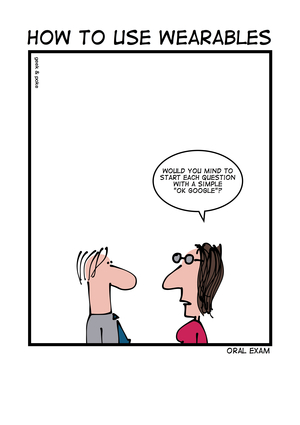 HOW TO USE WEARABLES
geek & poke
WOULD YOU MIND TO
START EACH QUESTION
WITH A SIMPLE
"OK GOOGLE"?
ORAL EXAM